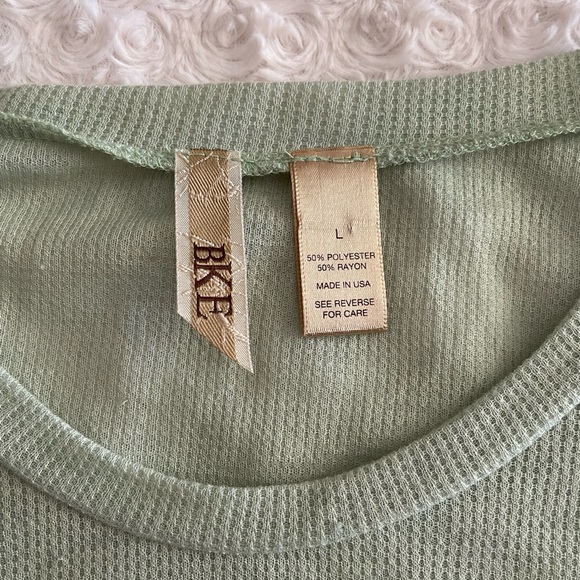 BKE
L
50% POLYESTER
50% RAYON
MADE IN USA
SEE REVERSE
FOR CARE